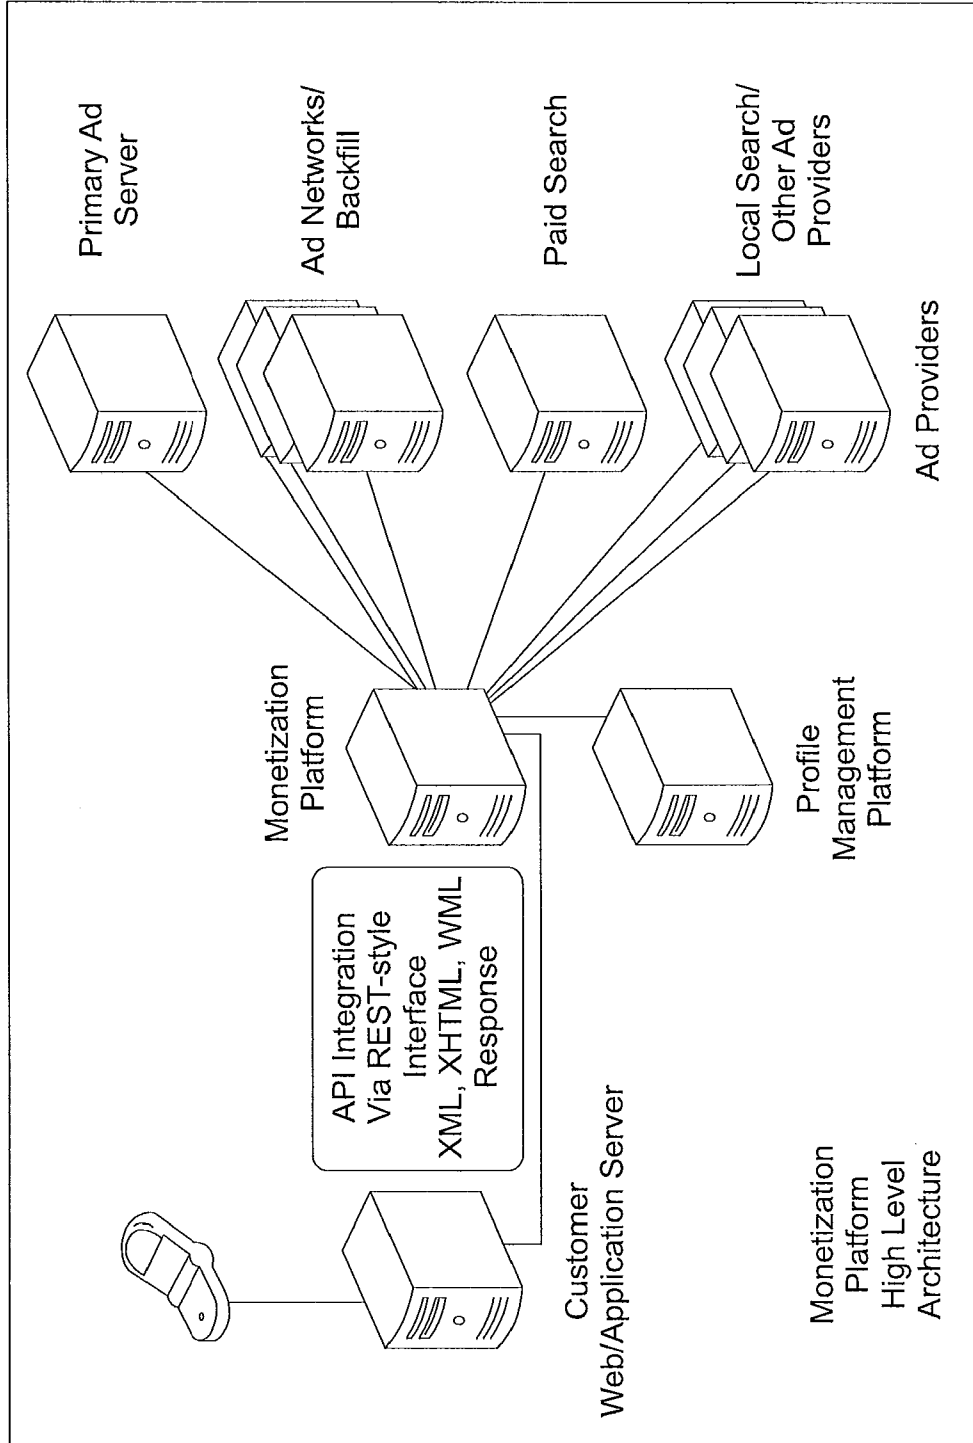 Primary Ad
Server
Ad Networks/
Backfill
Paid Search
Local Search/
Other Ad
Providers
Ad Providers
Monetization
Platform
Profile
Management
Platform
API Integration
Via REST-style
Interface
XML, XHTML, WML
Response
Customer
Web/Application Server
Monetization
Platform
High Level
Architecture